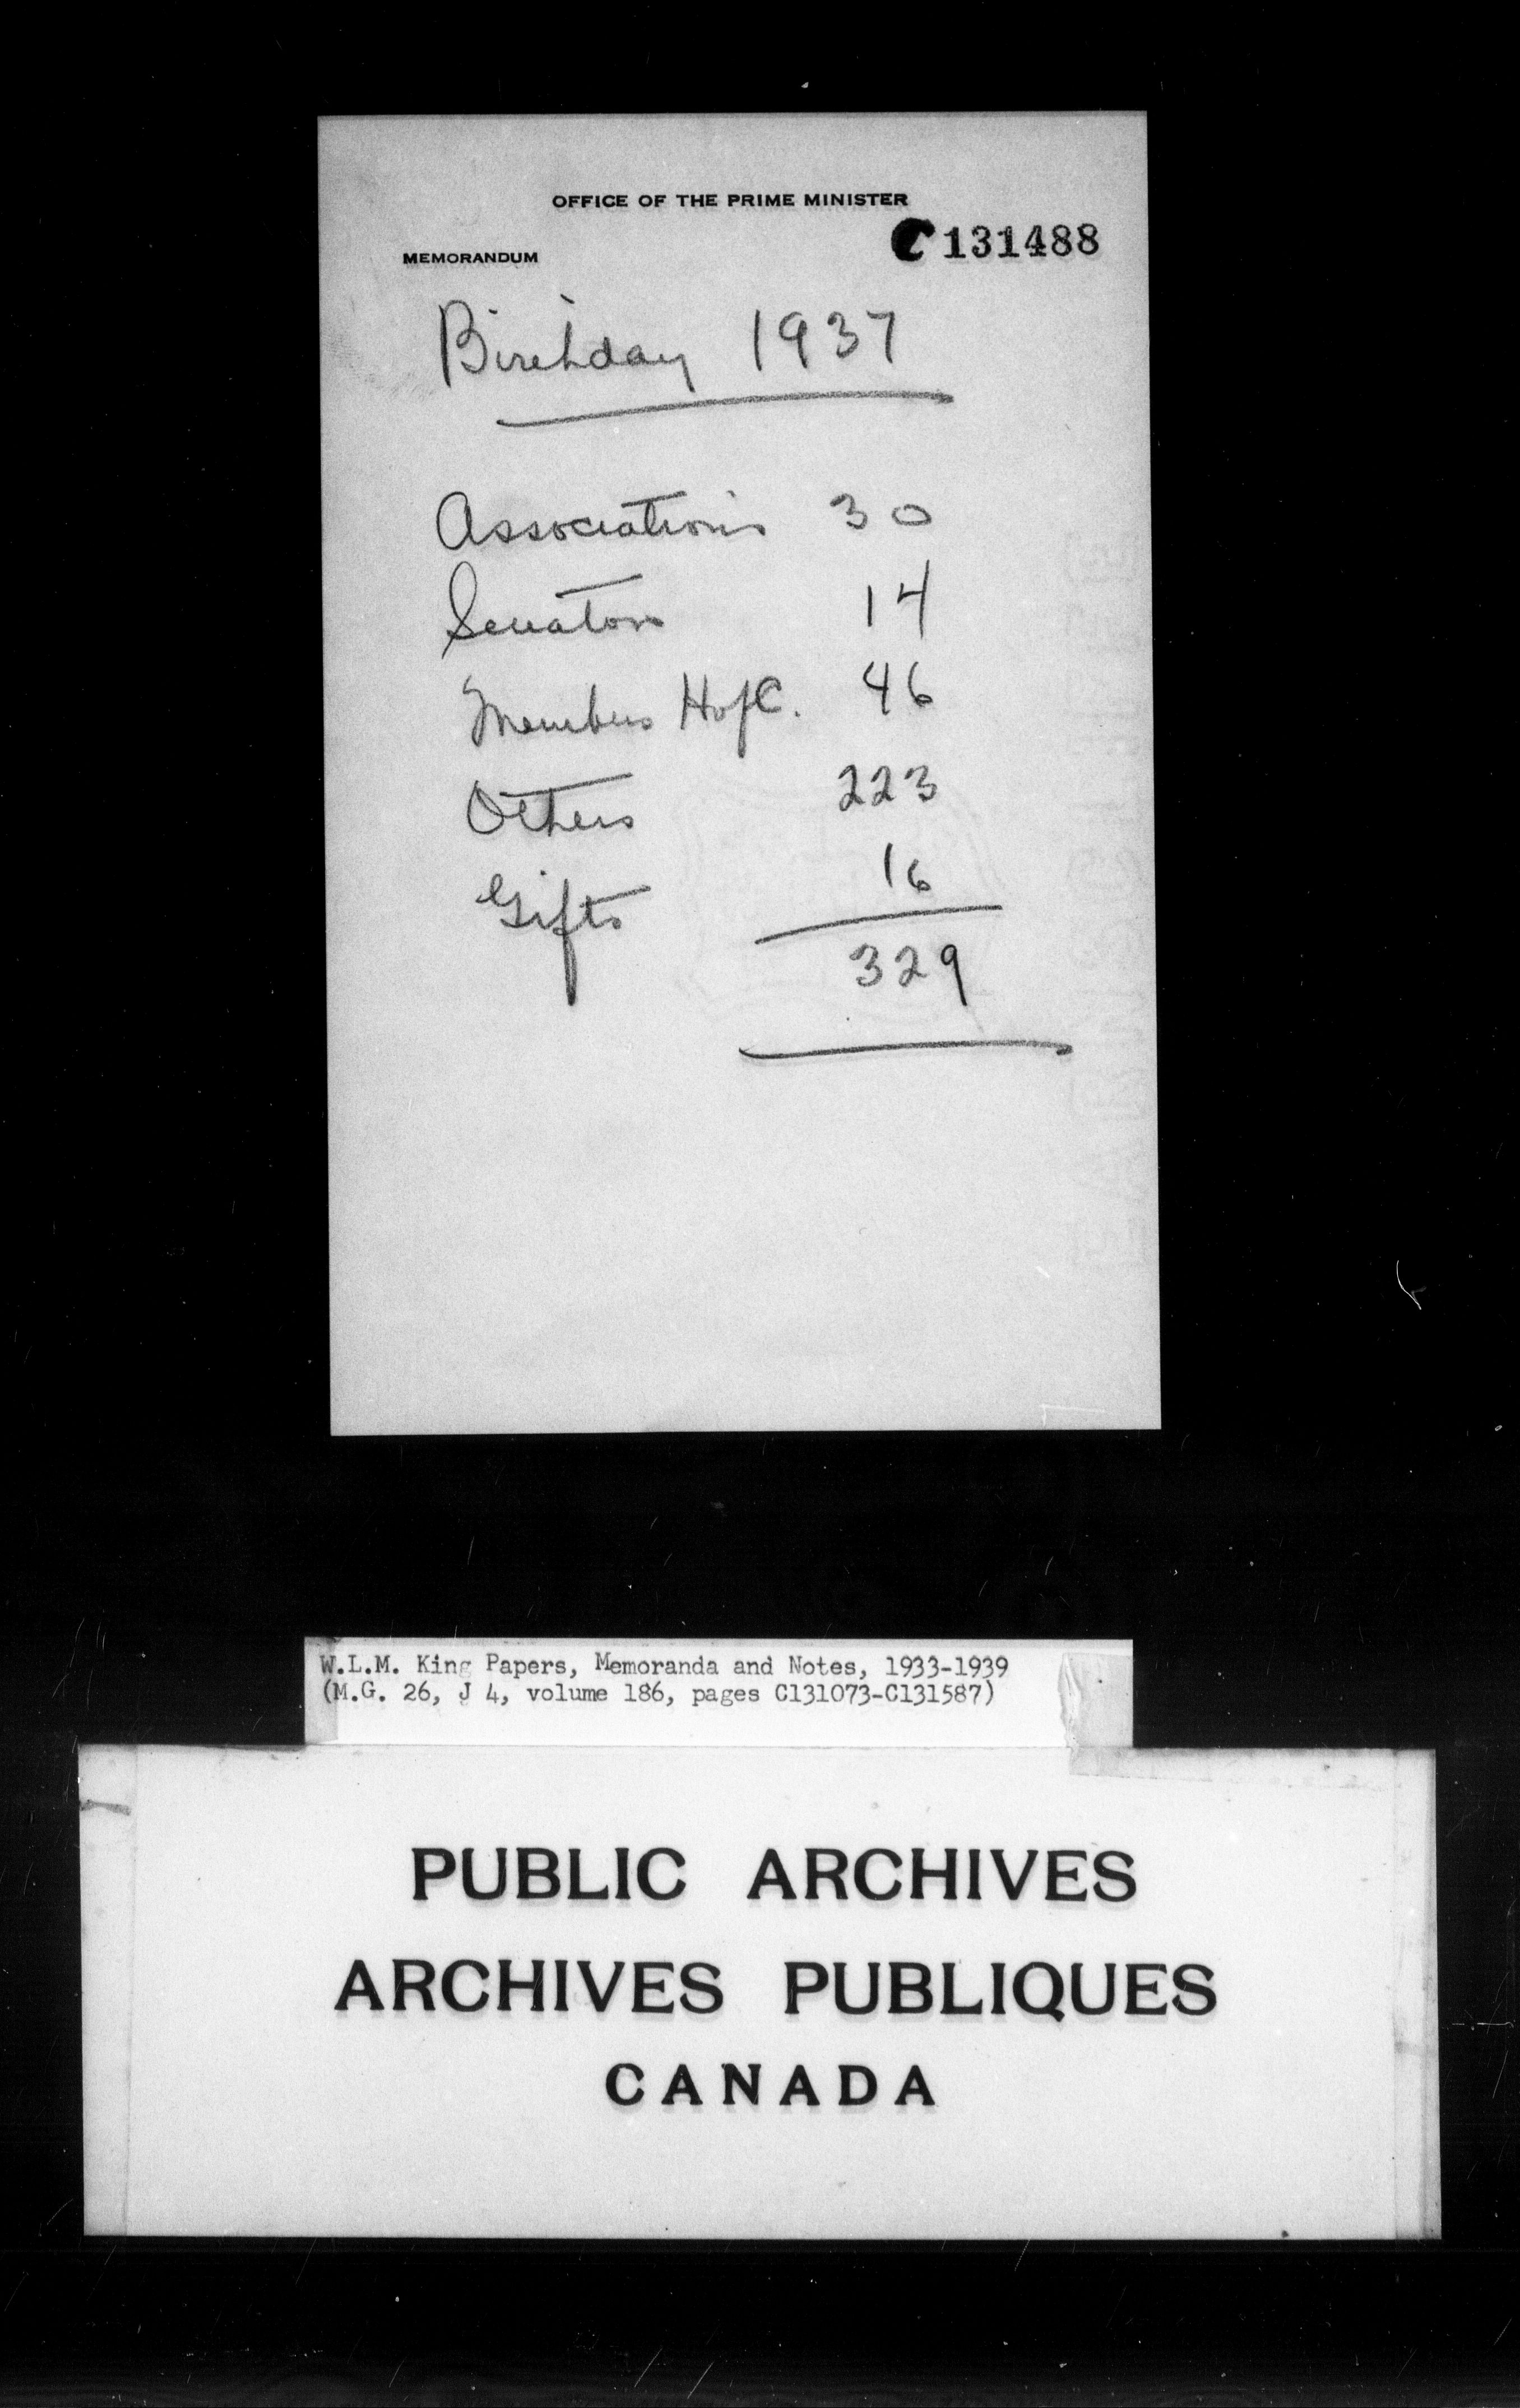 OFFICE OF THE PRIME MINISTER
C131488
MEMORANDUM
Birthday 1937
Associations 30
Senators 14
Members H of C. 46
Others 223
Gifts 16
329
W.L.M. King Papers, Memoranda and Notes, 1933-1939
(M.G. 26, J 4, volume 186, pages C131073-C131587)
PUBLIC ARCHIVES
ARCHIVES PUBLIQUES
CANADA